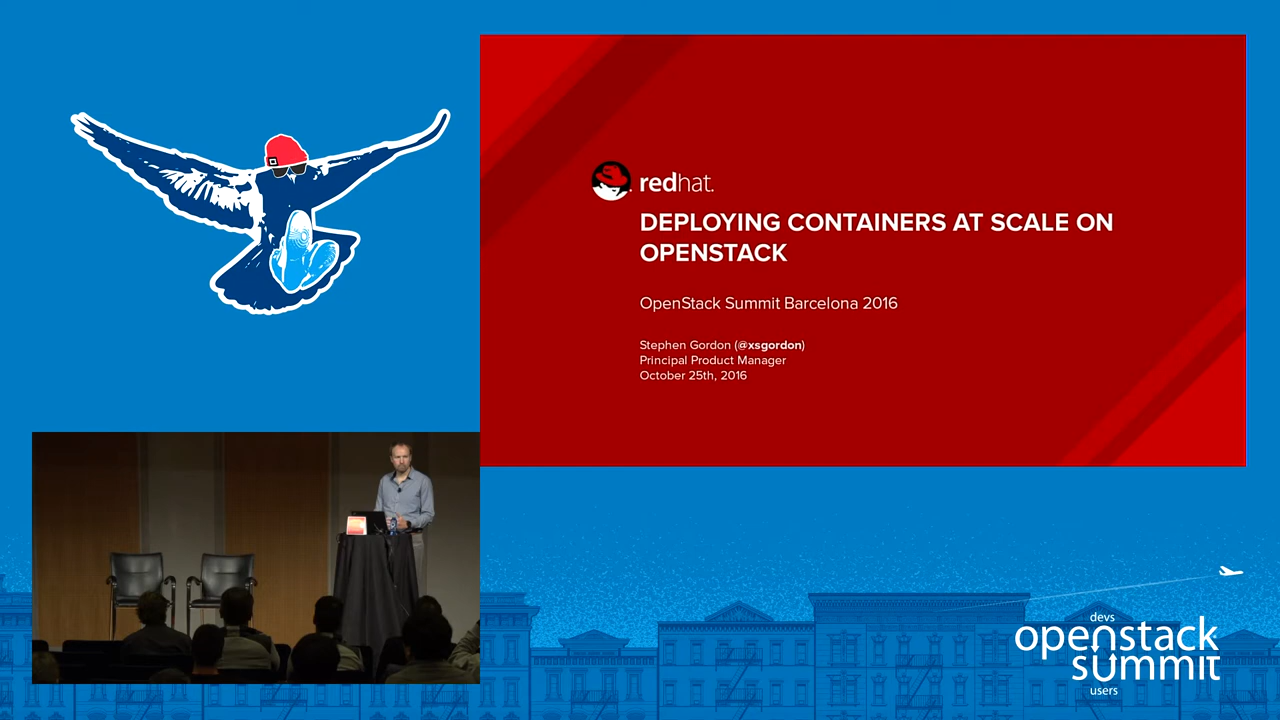 redhat.
DEPLOYING CONTAINERS AT SCALE ON
OPENSTACK
OpenStack Summit Barcelona 2016
Stephen Gordon (@xsgordon)
Principal Product Manager
October 25th, 2016
devs
openstack
summit
users